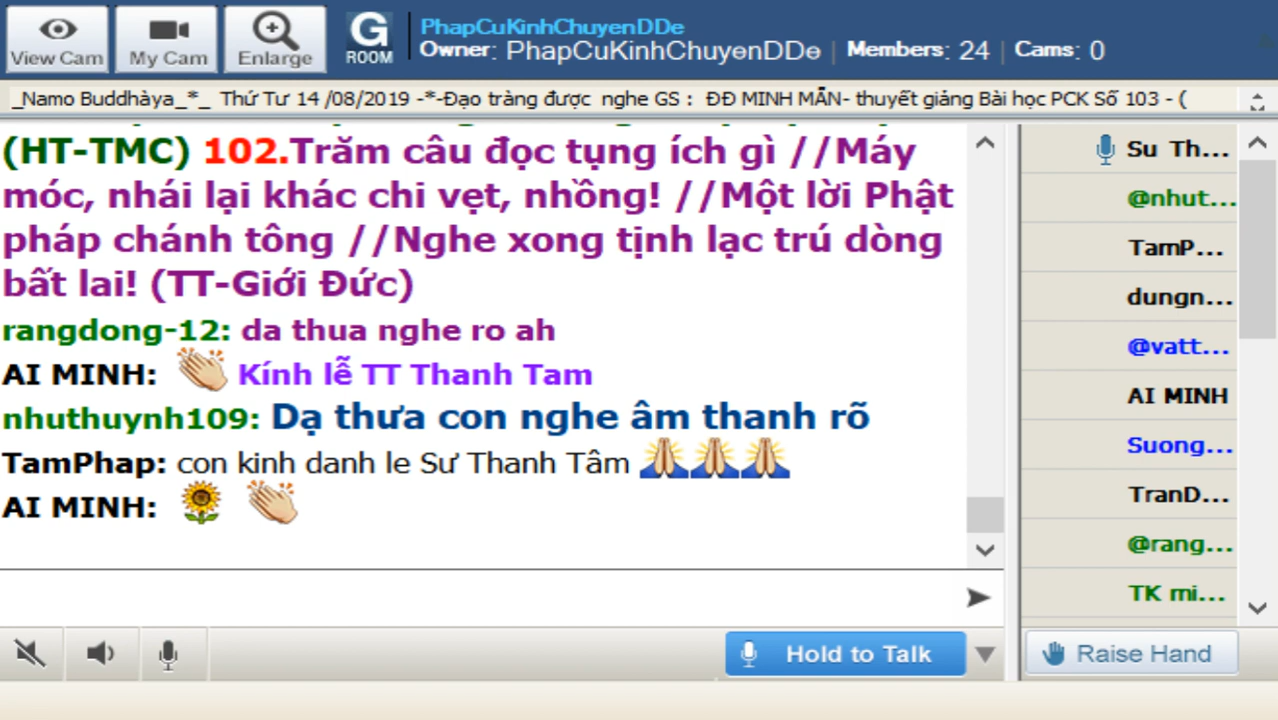 View Cam
My Cam
Enlarge
G
ROOM
PhapCuKinhChuyenDDe
Owner: PhapCuKinhChuyenDDe | Members: 24 | Cams: 0
_Namo Buddhàya_*_ Thứ Tư 14 /08/2019 -*-Đạo tràng được nghe GS : ĐĐ MINH MẪN- thuyết giảng Bài học PCK Số 103 - (
(HT-TMC) 102.Trăm câu đọc tụng ích gì //Máy
móc, nhái lại khác chi vẹt, nhồng! //Một lời Phật
pháp chánh tông //Nghe xong tịnh lạc trú dòng
bất lai! (TT-Giới Đức)
rangdong-12: da thua nghe ro ah
AI MINH: Kính lễ TT Thanh Tam
nhuthuynh109: Dạ thưa con nghe âm thanh rõ
TamPhap: con kinh danh le Sư Thanh Tâm
AI MINH:
Su Th...
@nhut...
TamP...
dungn...
@vatt...
AI MINH
Suong...
TranD...
@rang...
TK mi...
Hold to Talk
Raise Hand